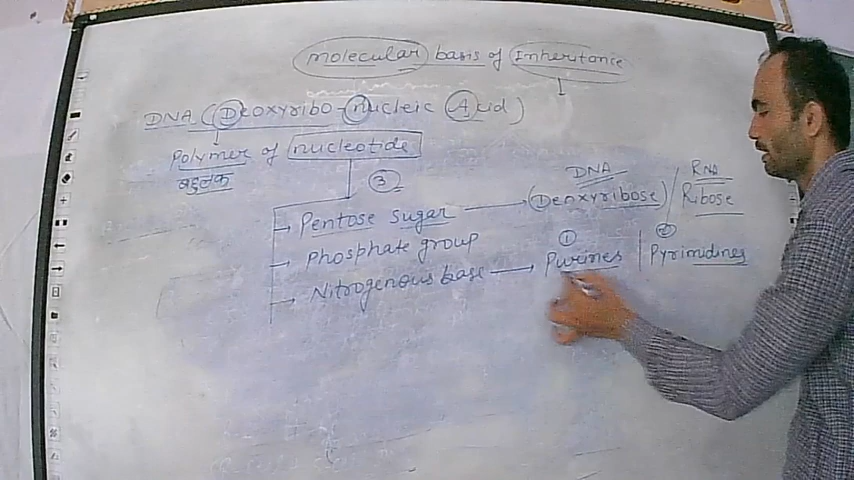 Molecular basis of Inheritance
DNA (Deoxyribo-nucleic Acid)
Polymer of nucleotide
बहुलक
3
DNA / RNA
Pentose sugar → (Deoxyribose) / Ribose
Phosphate group
1 2
Nitrogenous base → Purines | Pyrimidines